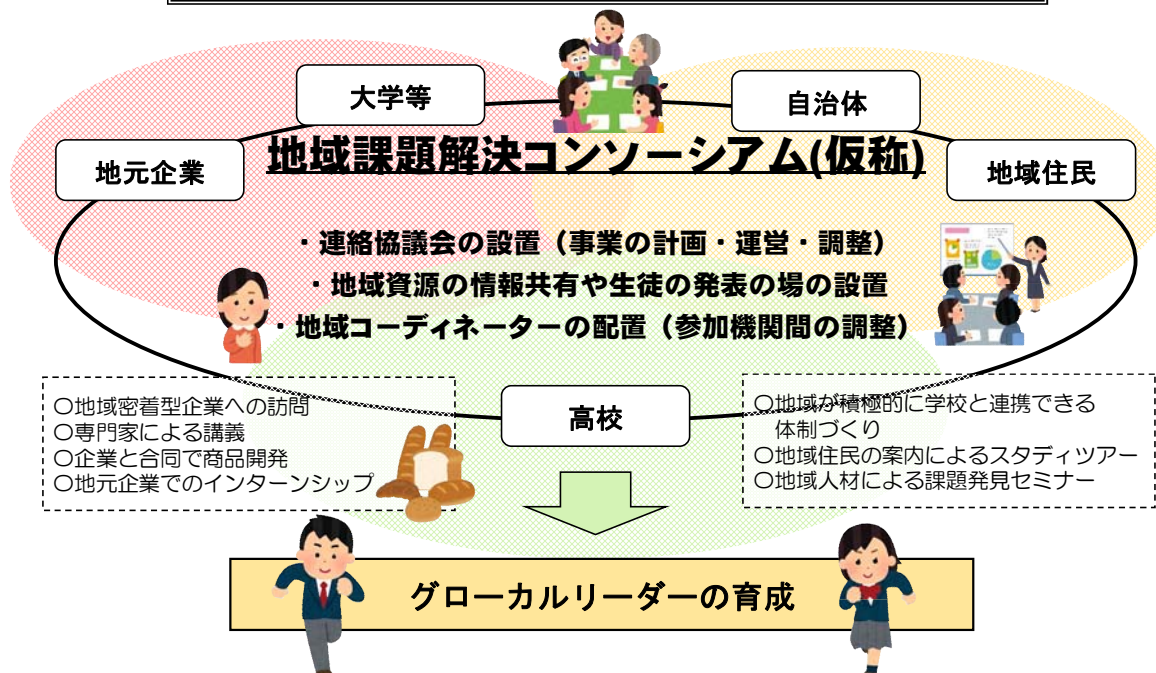 大学等
自治体
地元企業
地域課題解決コンソーシアム(仮称)
地域住民
・連絡協議会の設置（事業の計画・運営・調整）
・地域資源の情報共有や生徒の発表の場の設置
・地域コーディネーターの配置（参加機関間の調整）
〇地域密着型企業への訪問
〇専門家による講義
〇企業と合同で商品開発
〇地元企業でのインターンシップ
高校
〇地域が積極的に学校と連携できる
体制づくり
〇地域住民の案内によるスタディツアー
〇地域人材による課題発見セミナー
グローカルリーダーの育成